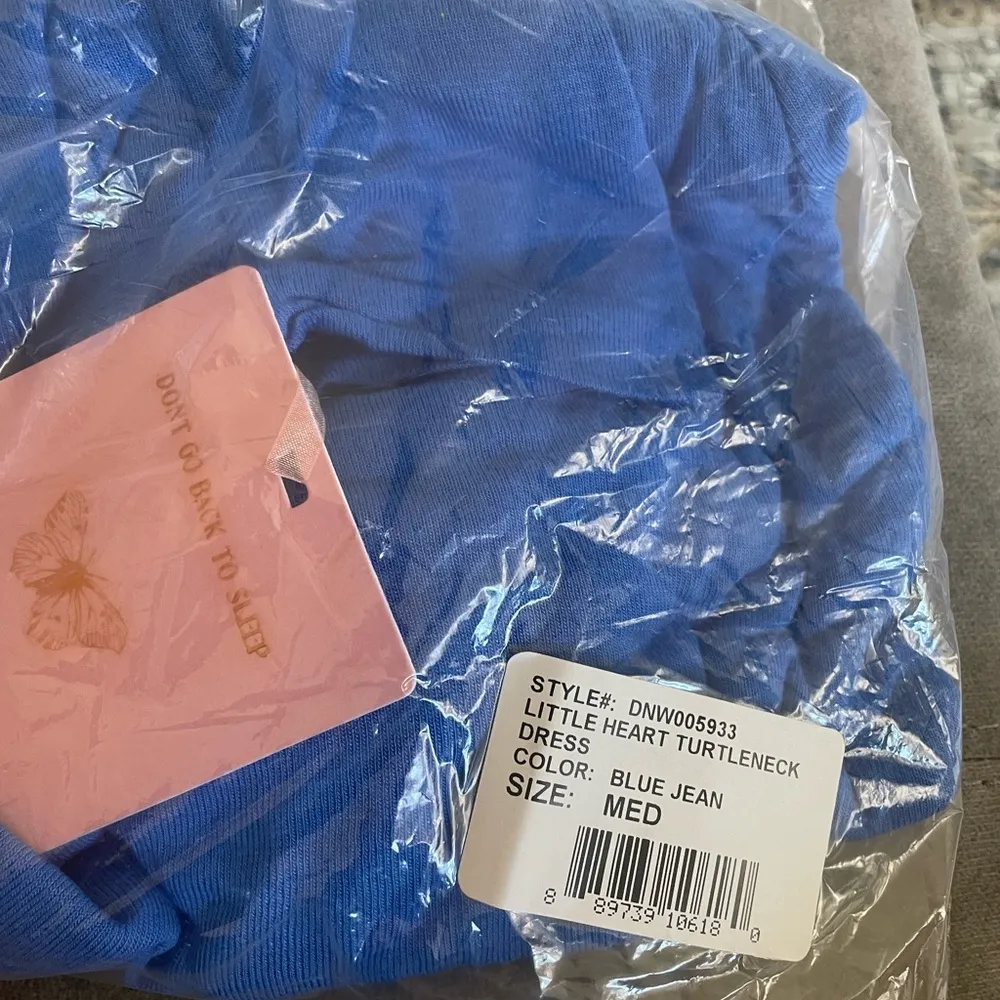 DONT GO BACK TO SLEEP
STYLE#: DNW005933
LITTLE HEART TURTLENECK
DRESS
COLOR: BLUE JEAN
SIZE: MED
8 89739 10618 0